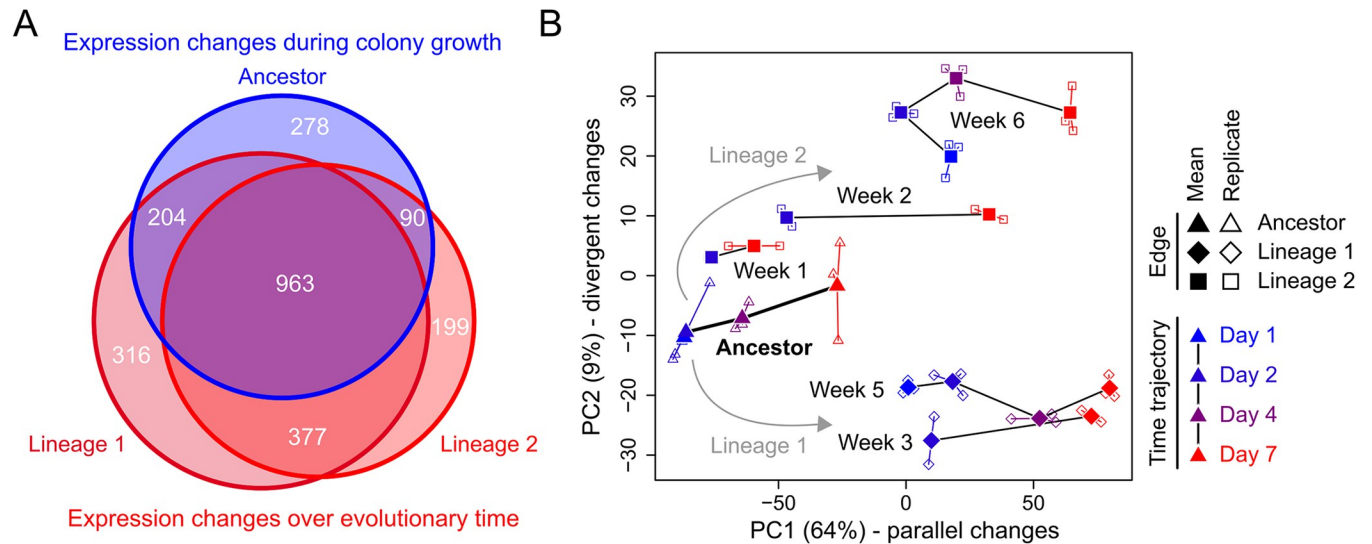 A
Expression changes during colony growth
Ancestor
278
204
90
963
316
199
377
Lineage 1
Lineage 2
Expression changes over evolutionary time
B
PC2 (9%) - divergent changes
30
20
10
0
−10
−20
−30
−50
0
50
PC1 (64%) - parallel changes
Lineage 2
Week 6
Week 2
Week 1
Ancestor
Week 5
Week 3
Lineage 1
Mean
Replicate
Edge
Ancestor
Lineage 1
Lineage 2
Time trajectory
Day 1
Day 2
Day 4
Day 7